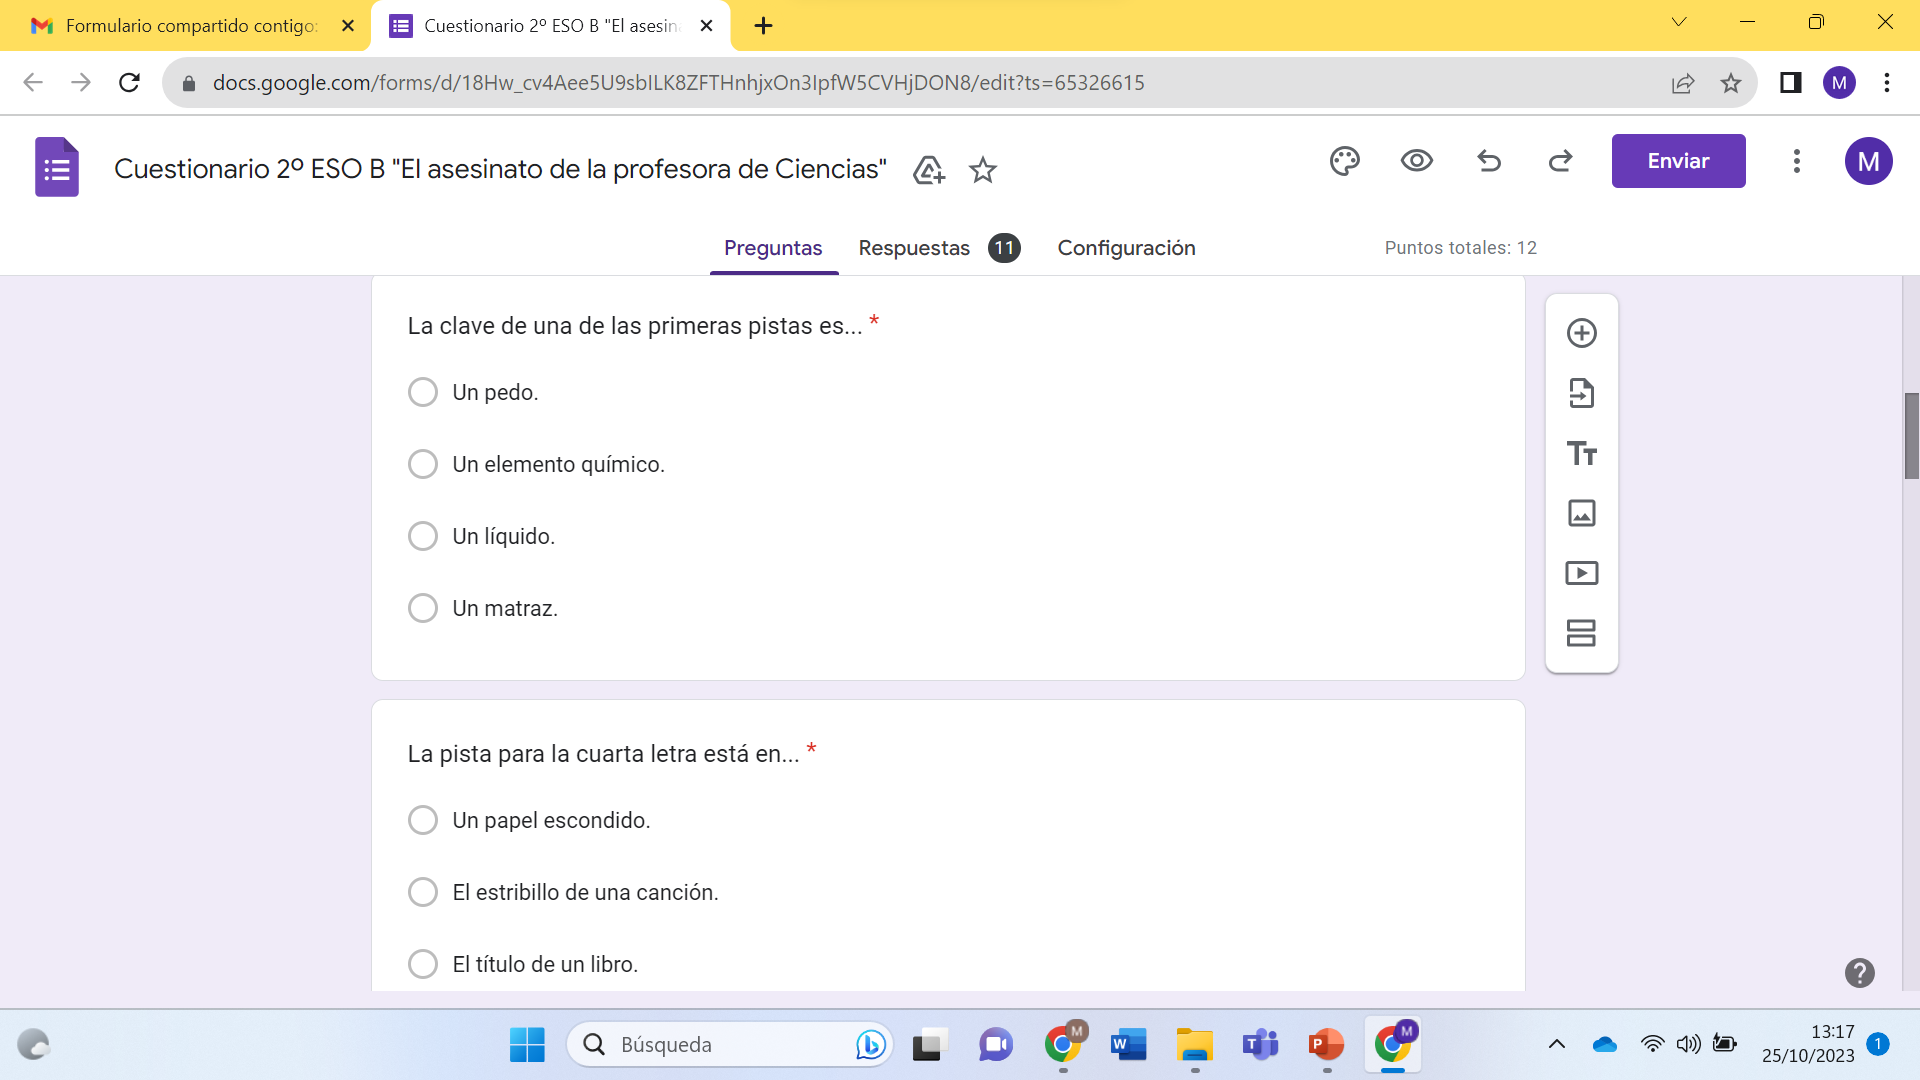 Formulario compartido contigo:
Cuestionario 2º ESO B "El asesin
docs.google.com/forms/d/18Hw_cv4Aee5U9sbILK8ZFTHnhjxOn3IpfW5CVHjDON8/edit?ts=65326615
M
Cuestionario 2º ESO B "El asesinato de la profesora de Ciencias"
Enviar
M
Preguntas
Respuestas 11
Configuración
Puntos totales: 12
La clave de una de las primeras pistas es... *
Un pedo.
Un elemento químico.
Un líquido.
Un matraz.
La pista para la cuarta letra está en... *
Un papel escondido.
El estribillo de una canción.
El título de un libro.
Búsqueda
13:17
25/10/2023
1